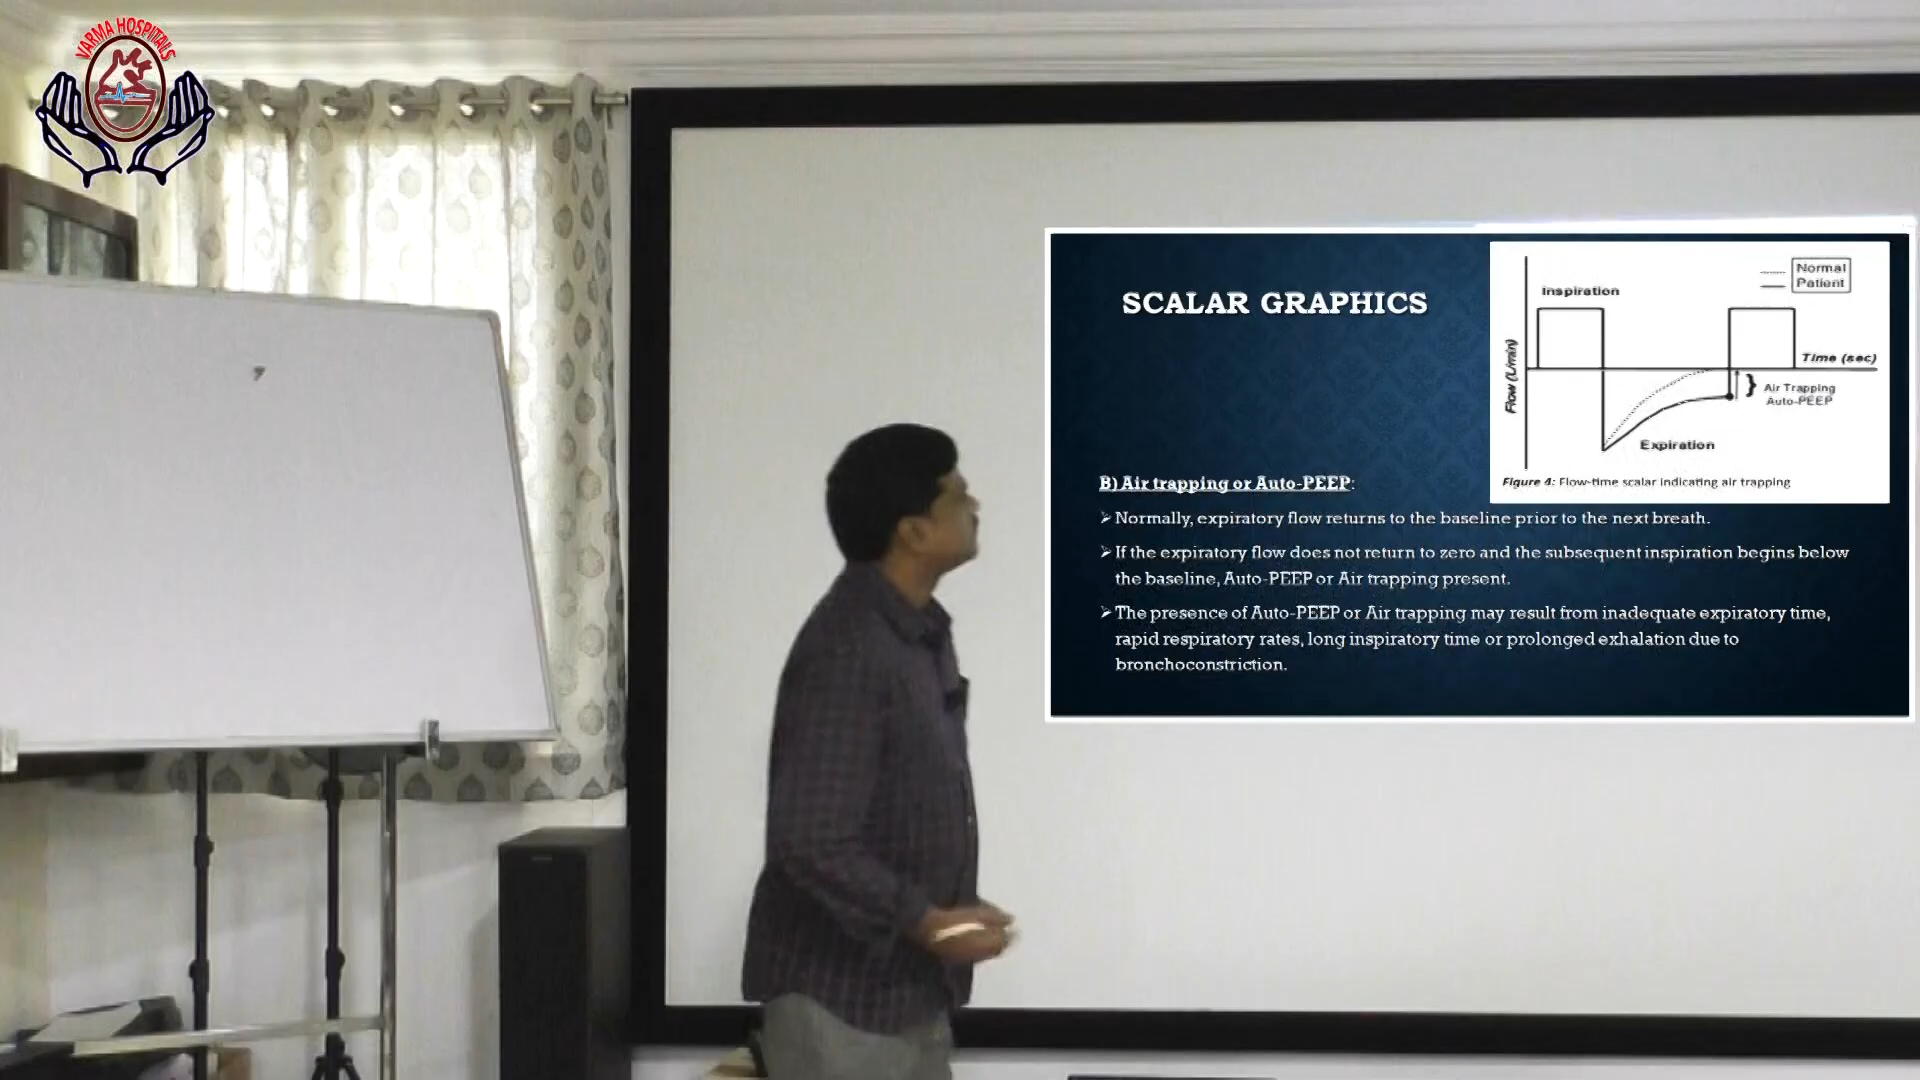 VARMA HOSPITALS
SCALAR GRAPHICS
Normal
Patient
Inspiration
Flow (L/min)
Time (sec)
} Air Trapping
Auto-PEEP
Expiration
Figure 4: Flow-time scalar indicating air trapping
B) Air trapping or Auto-PEEP:
➢ Normally, expiratory flow returns to the baseline prior to the next breath.
➢ If the expiratory flow does not return to zero and the subsequent inspiration begins below
the baseline, Auto-PEEP or Air trapping present.
➢ The presence of Auto-PEEP or Air trapping may result from inadequate expiratory time,
rapid respiratory rates, long inspiratory time or prolonged exhalation due to
bronchoconstriction.